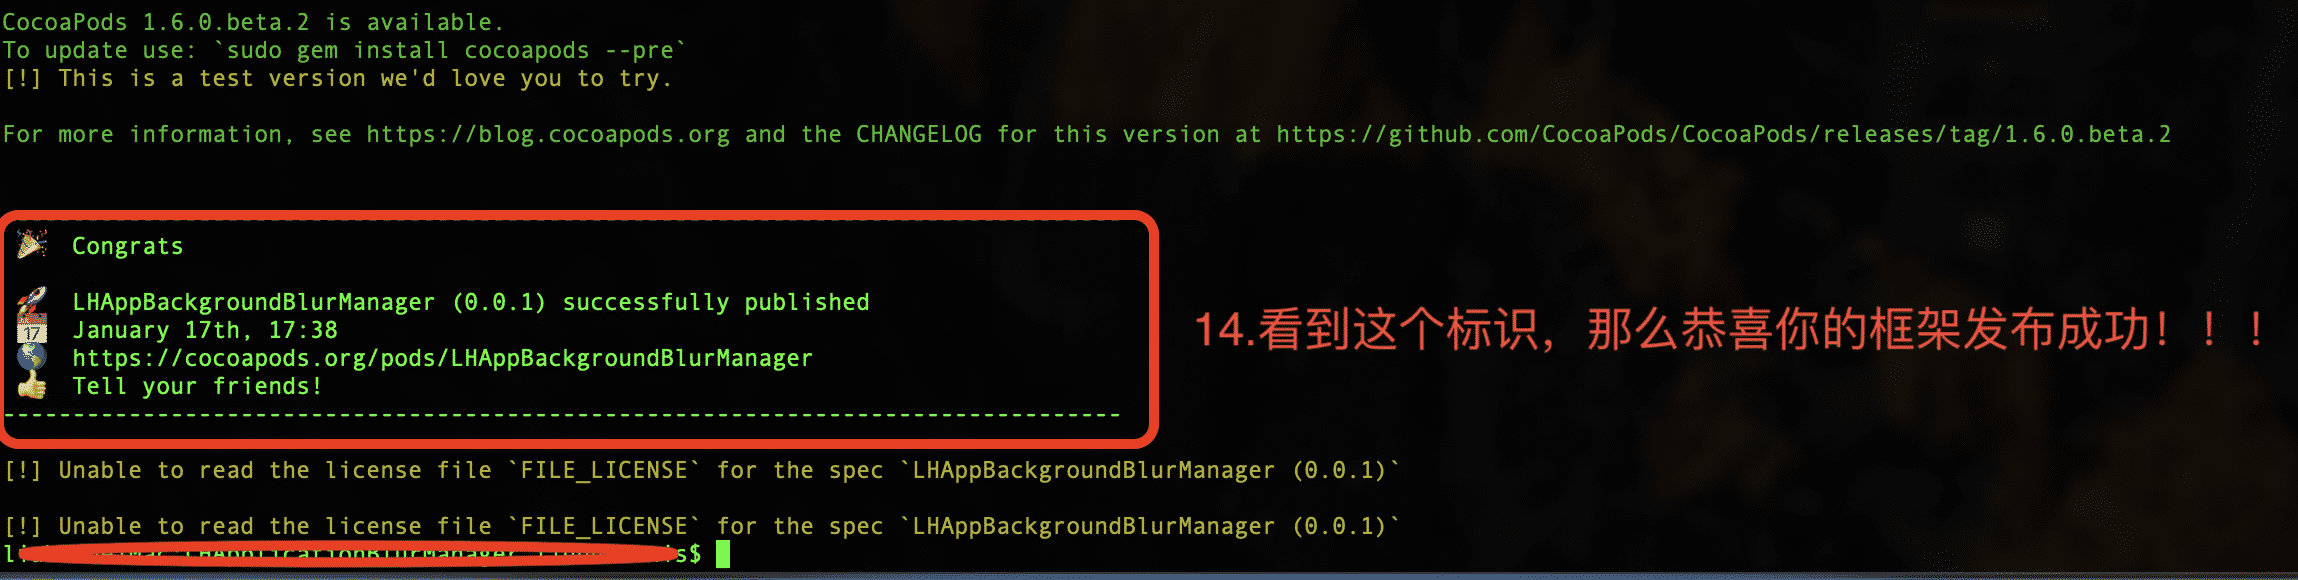 CocoaPods 1.6.0.beta.2 is available.
To update use: `sudo gem install cocoapods --pre`
[!] This is a test version we'd love you to try.
For more information, see https://blog.cocoapods.org and the CHANGELOG for this version at https://github.com/CocoaPods/CocoaPods/releases/tag/1.6.0.beta.2
Congrats
LHAppBackgroundBlurManager (0.0.1) successfully published
January 17th, 17:38
https://cocoapods.org/pods/LHAppBackgroundBlurManager
Tell your friends!
--------------------------------------------------------------------------------
14.看到这个标识，那么恭喜你的框架发布成功！！！
[!] Unable to read the license file `FILE_LICENSE` for the spec `LHAppBackgroundBlurManager (0.0.1)`
[!] Unable to read the license file `FILE_LICENSE` for the spec `LHAppBackgroundBlurManager (0.0.1)`